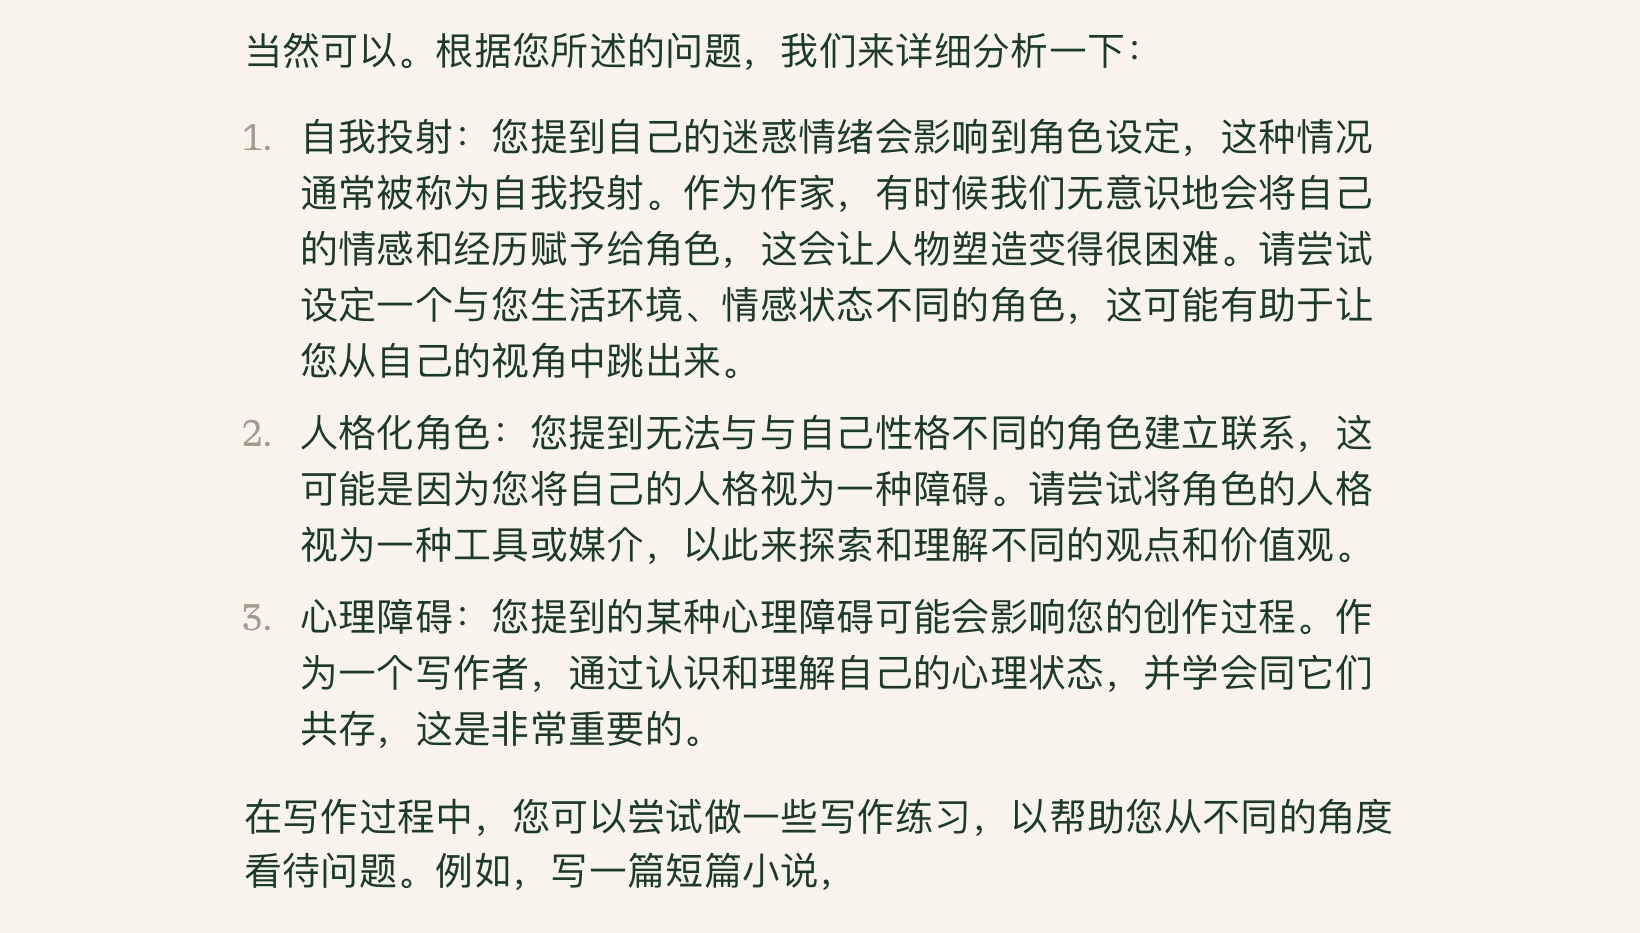 当然可以。根据您所述的问题，我们来详细分析一下：
1. 自我投射：您提到自己的迷惑情绪会影响到角色设定，这种情况
通常被称为自我投射。作为作家，有时候我们无意识地会将自己
的情感和经历赋予给角色，这会让人物塑造变得很困难。请尝试
设定一个与您生活环境、情感状态不同的角色，这可能有助于让
您从自己的视角中跳出来。
2. 人格化角色：您提到无法与与自己性格不同的角色建立联系，这
可能是因为您将自己的人格视为一种障碍。请尝试将角色的人格
视为一种工具或媒介，以此来探索和理解不同的观点和价值观。
3. 心理障碍：您提到的某种心理障碍可能会影响您的创作过程。作
为一个写作者，通过认识和理解自己的心理状态，并学会同它们
共存，这是非常重要的。
在写作过程中，您可以尝试做一些写作练习，以帮助您从不同的角度
看待问题。例如，写一篇短篇小说，